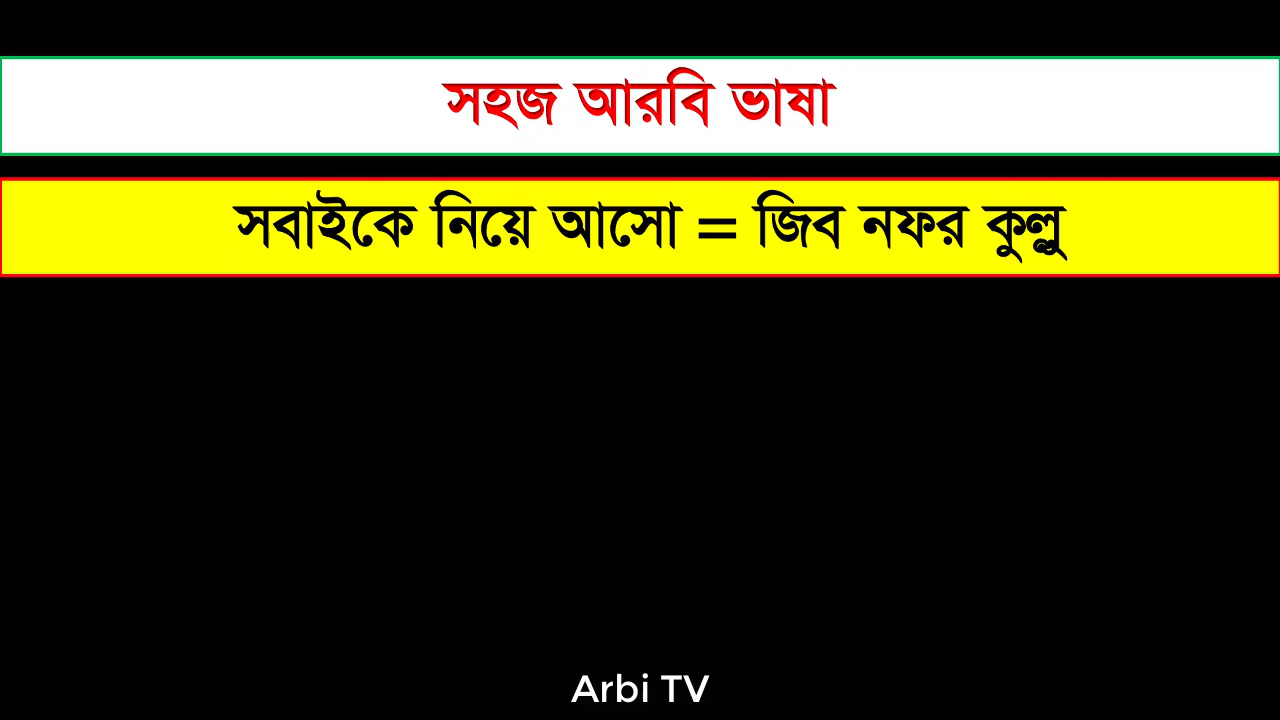 সহজ আরবি ভাষা
সবাইকে নিয়ে আসো = জিব নফর কুল্লু
Arbi TV